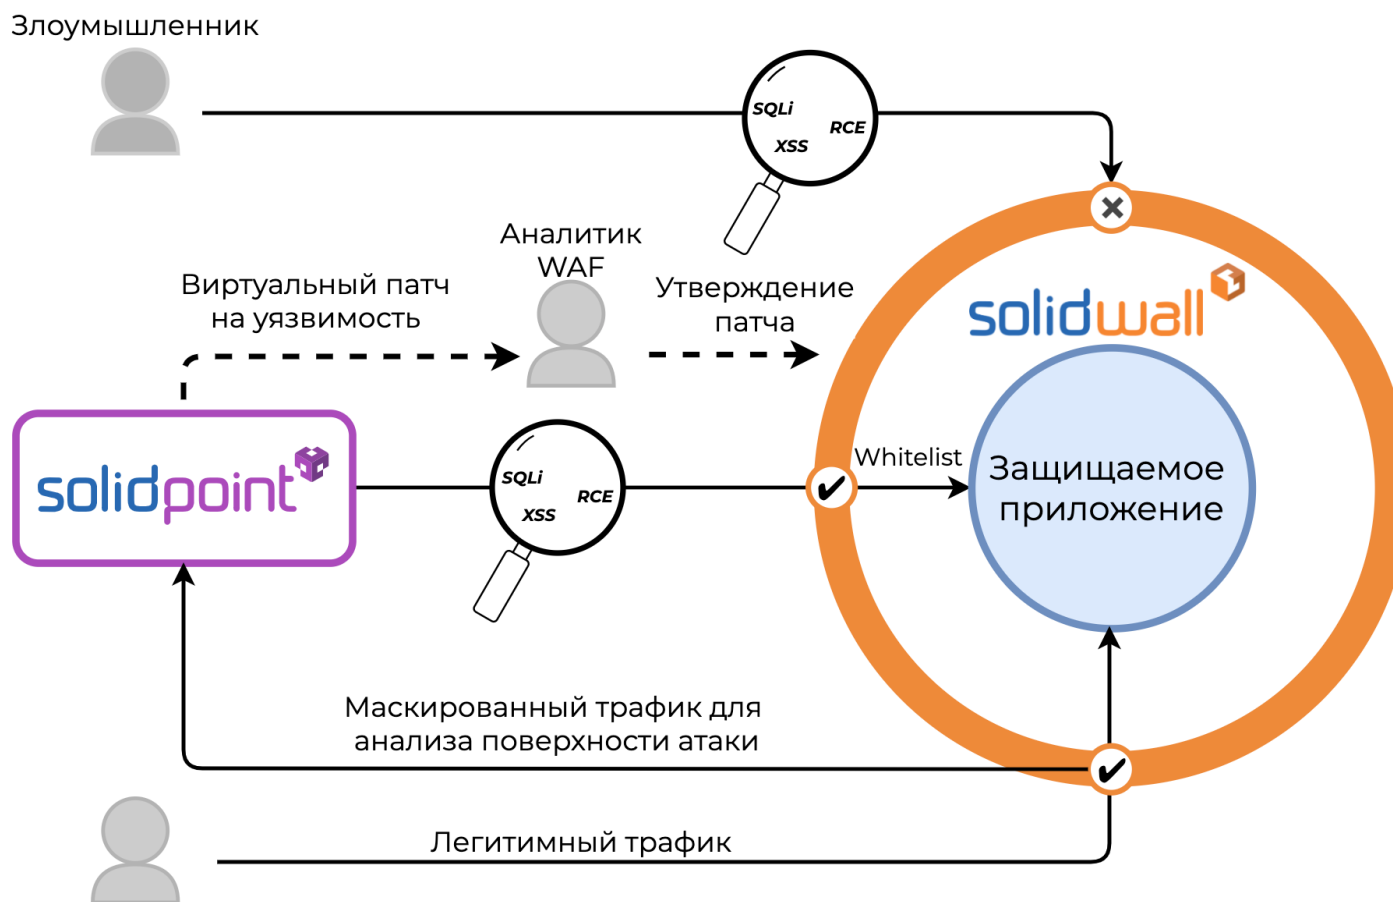 Злоумышленник
SQLi
RCE
XSS
Аналитик
WAF
Виртуальный патч
на уязвимость
Утверждение
патча
solidwall
solidpoint
SQLi
RCE
XSS
Whitelist
Защищаемое
приложение
Маскированный трафик для
анализа поверхности атаки
Легитимный трафик